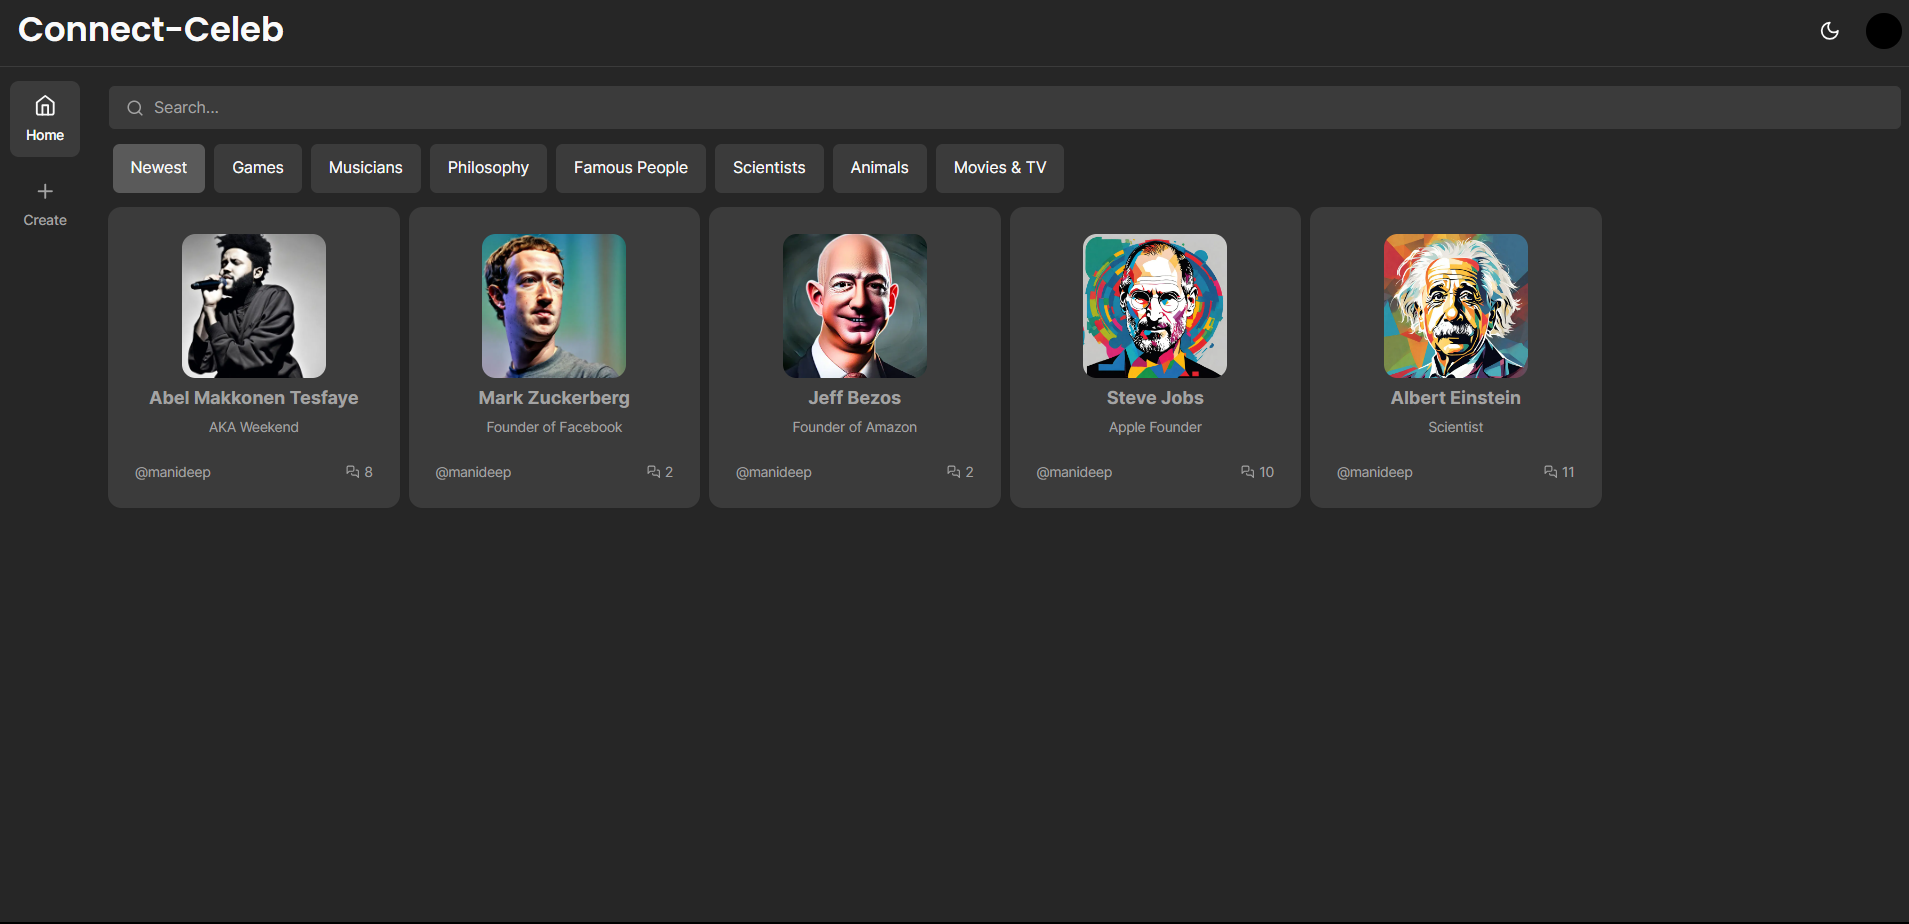 Connect-Celeb
Home
Create
Search...
Newest Games Musicians Philosophy Famous People Scientists Animals Movies & TV
Abel Makkonen Tesfaye
AKA Weekend
@manideep 8
Mark Zuckerberg
Founder of Facebook
@manideep 2
Jeff Bezos
Founder of Amazon
@manideep 2
Steve Jobs
Apple Founder
@manideep 10
Albert Einstein
Scientist
@manideep 11